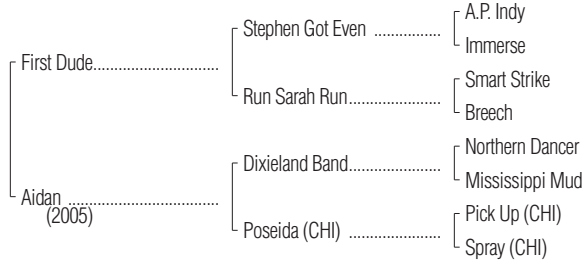 A.P. Indy
Stephen Got Even
Immerse
First Dude
Smart Strike
Run Sarah Run
Breech
Northern Dancer
Dixieland Band
Mississippi Mud
Aidan
(2005)
Pick Up (CHI)
Poseida (CHI)
Spray (CHI)